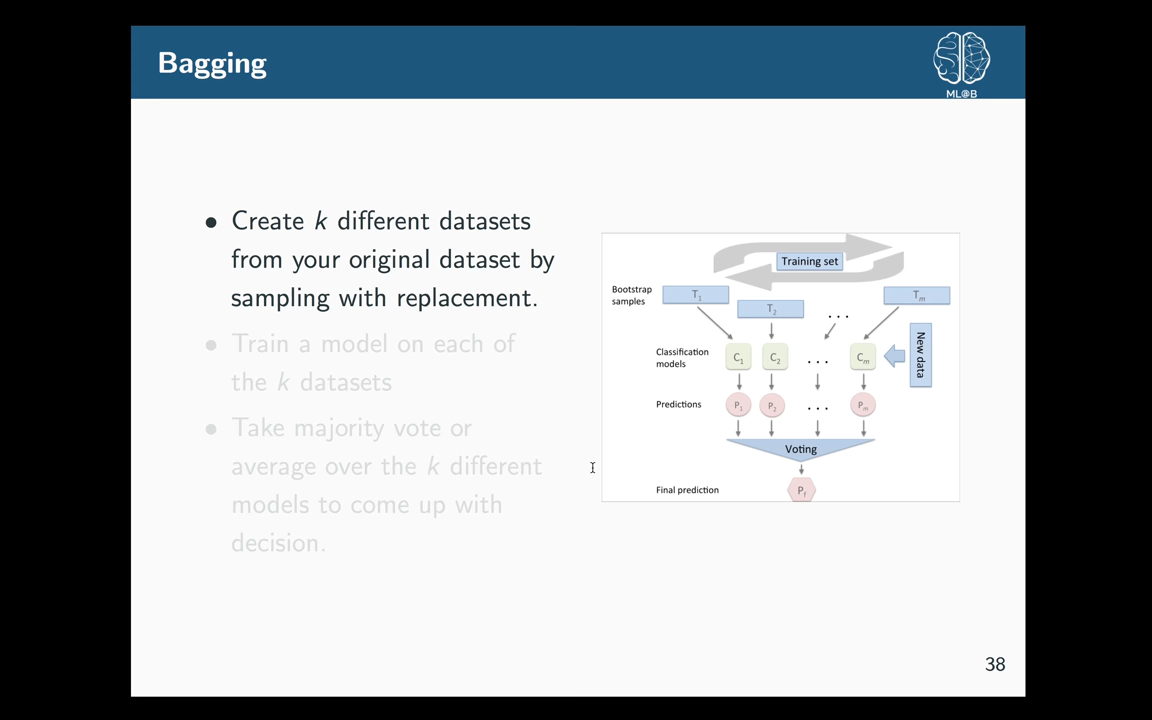 Bagging
ML@B
• Create k different datasets
from your original dataset by
sampling with replacement.
• Train a model on each of
the k datasets
• Take majority vote or
average over the k different
models to come up with
decision.
Training set
Bootstrap
samples
T1
T2
. . .
Tm
Classification
models
C1
C2
. . .
Cm
New data
Predictions
P1
P2
. . .
Pm
Voting
Final prediction
Pf
38